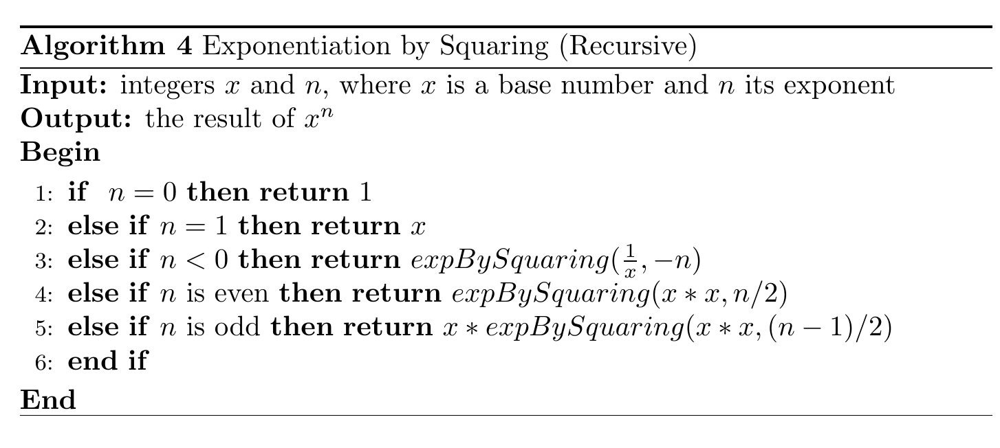 Algorithm 4 Exponentiation by Squaring (Recursive)
Input: integers x and n, where x is a base number and n its exponent
Output: the result of xⁿ
Begin
1: if n = 0 then return 1
2: else if n = 1 then return x
3: else if n < 0 then return expBySquaring(1/x, −n)
4: else if n is even then return expBySquaring(x ∗ x, n/2)
5: else if n is odd then return x ∗ expBySquaring(x ∗ x, (n − 1)/2)
6: end if
End